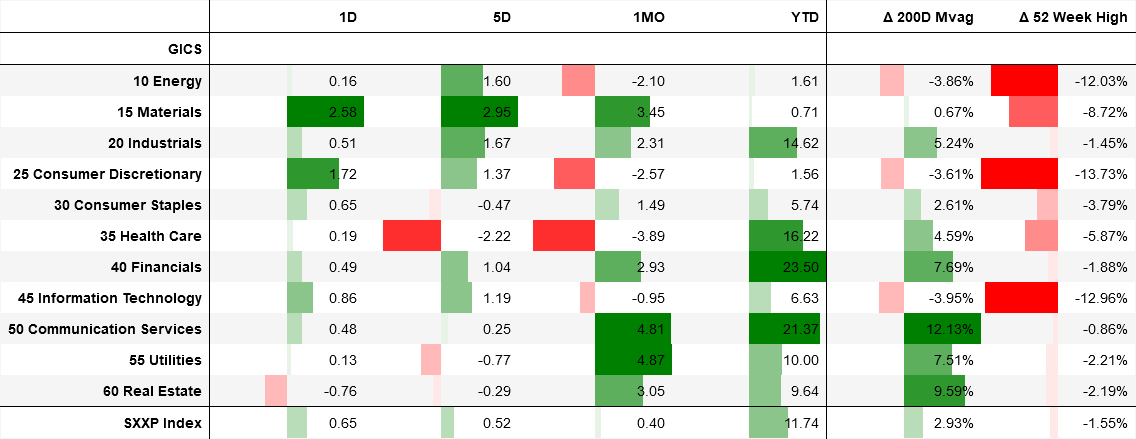 1D 5D 1MO YTD Δ 200D Mvag Δ 52 Week High
GICS
10 Energy 0.16 1.60 -2.10 1.61 -3.86% -12.03%
15 Materials 2.58 2.95 3.45 0.71 0.67% -8.72%
20 Industrials 0.51 1.67 2.31 14.62 5.24% -1.45%
25 Consumer Discretionary 1.72 1.37 -2.57 1.56 -3.61% -13.73%
30 Consumer Staples 0.65 -0.47 1.49 5.74 2.61% -3.79%
35 Health Care 0.19 -2.22 -3.89 16.22 4.59% -5.87%
40 Financials 0.49 1.04 2.93 23.50 7.69% -1.88%
45 Information Technology 0.86 1.19 -0.95 6.63 -3.95% -12.96%
50 Communication Services 0.48 0.25 4.81 21.37 12.13% -0.86%
55 Utilities 0.13 -0.77 4.87 10.00 7.51% -2.21%
60 Real Estate -0.76 -0.29 3.05 9.64 9.59% -2.19%
SXXP Index 0.65 0.52 0.40 11.74 2.93% -1.55%